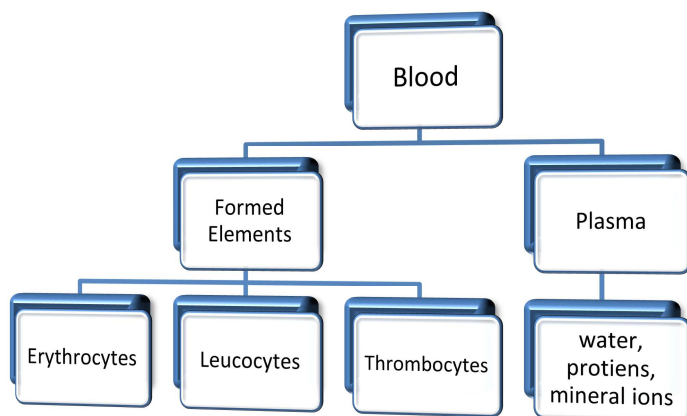 Blood
Formed
Elements
Plasma
Erythrocytes
Leucocytes
Thrombocytes
water,
protiens,
mineral ions